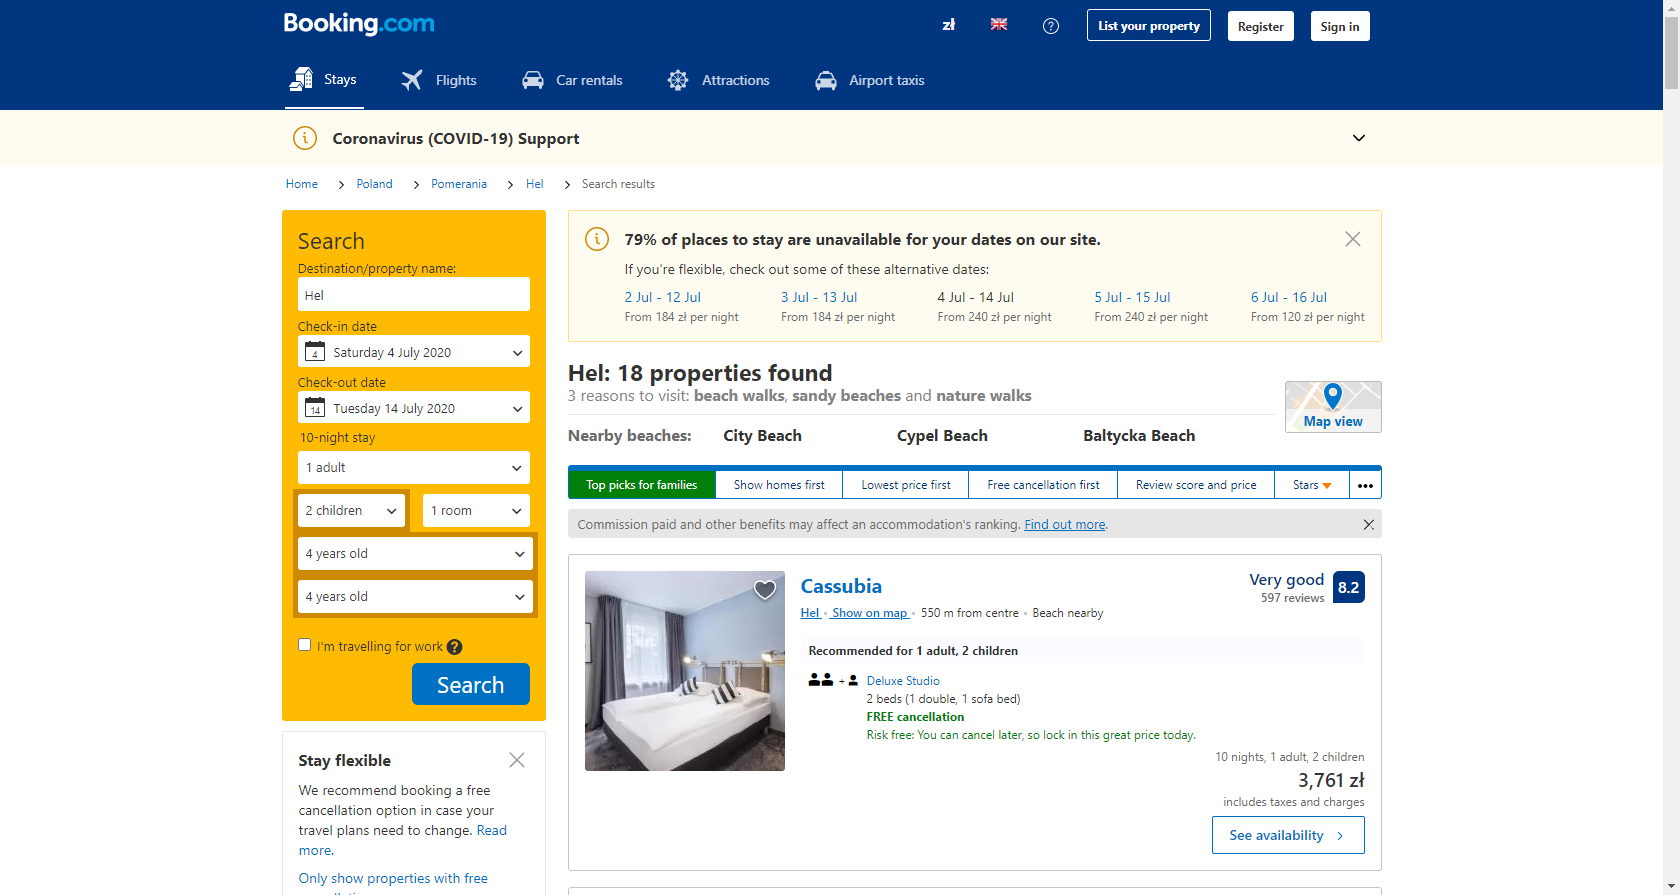 Booking.com
zł
List your property
Register
Sign in
Stays
Flights
Car rentals
Attractions
Airport taxis
Coronavirus (COVID-19) Support
Home
Poland
Pomerania
Hel
Search results
Search
Destination/property name:
Hel
Check-in date
4
Saturday 4 July 2020
Check-out date
14
Tuesday 14 July 2020
10-night stay
1 adult
2 children
1 room
4 years old
4 years old
I'm travelling for work
Search
Stay flexible
We recommend booking a free
cancellation option in case your
travel plans need to change. Read
more.
Only show properties with free
79% of places to stay are unavailable for your dates on our site.
If you're flexible, check out some of these alternative dates:
2 Jul - 12 Jul
From 184 zł per night
3 Jul - 13 Jul
From 184 zł per night
4 Jul - 14 Jul
From 240 zł per night
5 Jul - 15 Jul
From 240 zł per night
6 Jul - 16 Jul
From 120 zł per night
Hel: 18 properties found
3 reasons to visit: beach walks, sandy beaches and nature walks
Map view
Nearby beaches: City Beach Cypel Beach Baltycka Beach
Top picks for families
Show homes first
Lowest price first
Free cancellation first
Review score and price
Stars
Commission paid and other benefits may affect an accommodation's ranking. Find out more.
Cassubia
Very good
597 reviews
8.2
Hel · Show on map · 550 m from centre · Beach nearby
Recommended for 1 adult, 2 children
+ Deluxe Studio
2 beds (1 double, 1 sofa bed)
FREE cancellation
Risk free: You can cancel later, so lock in this great price today.
10 nights, 1 adult, 2 children
3,761 zł
includes taxes and charges
See availability